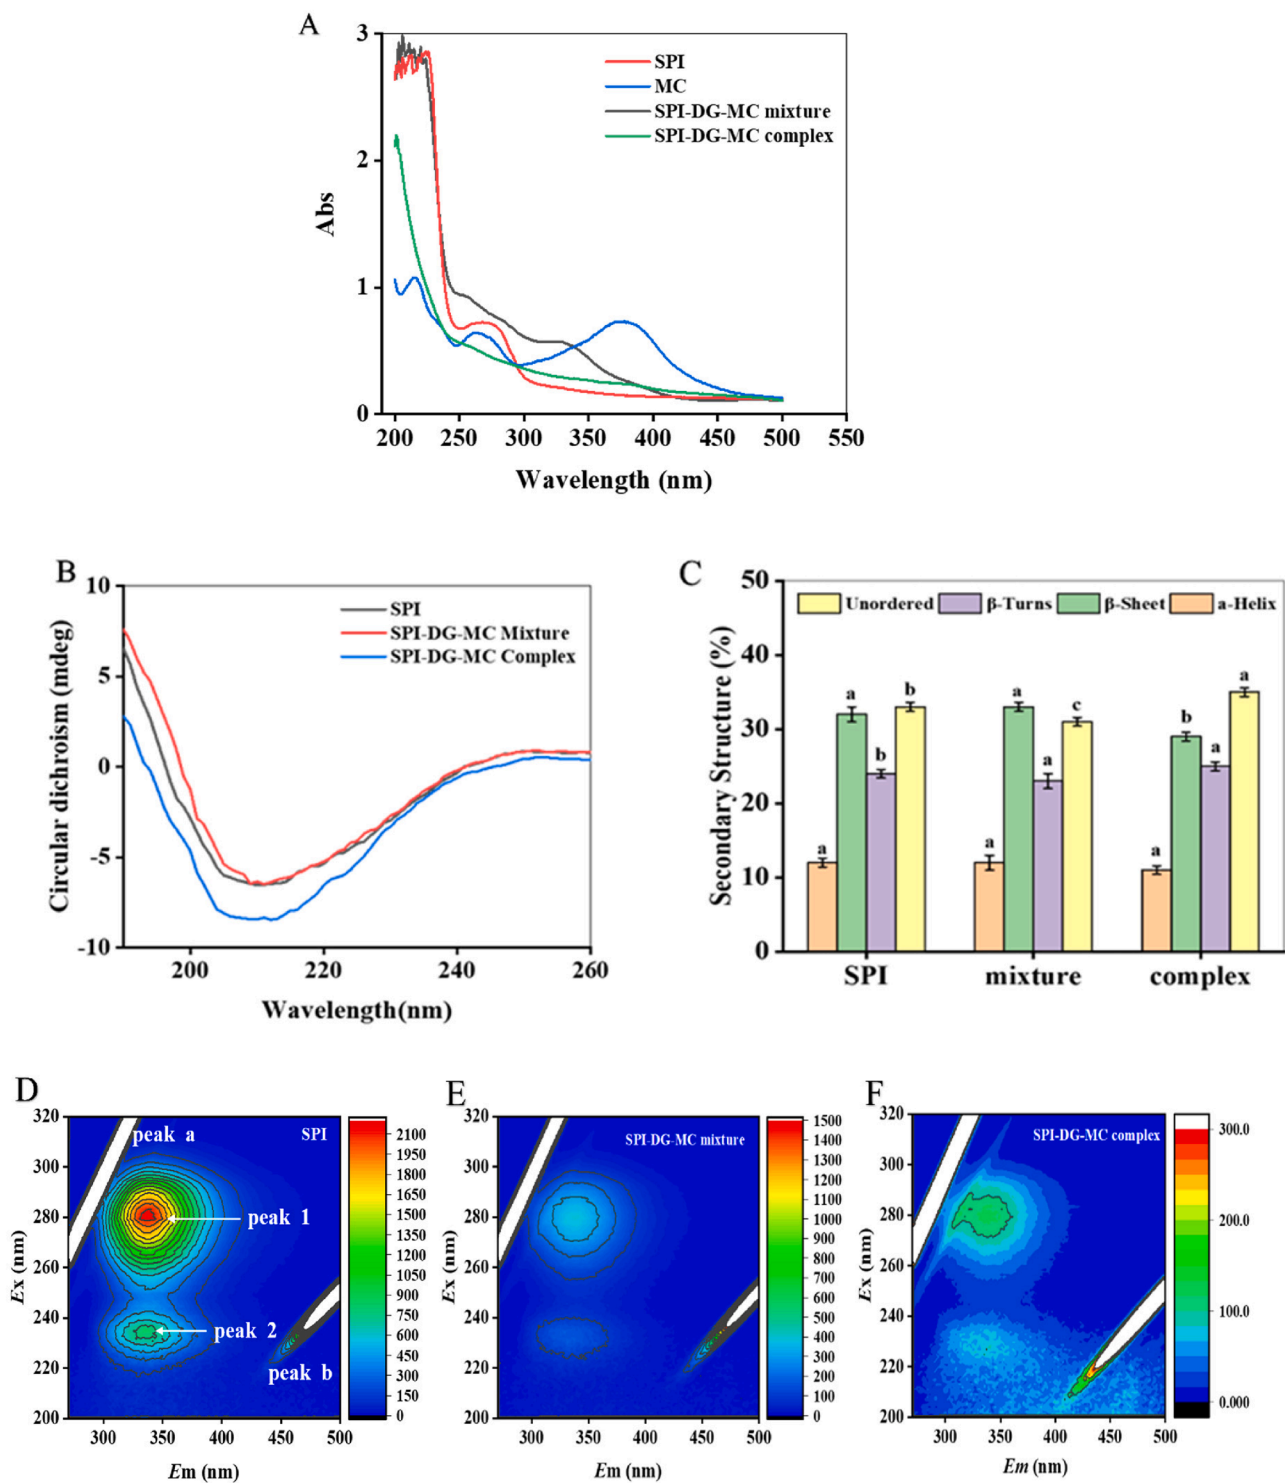 A
3
2
1
0
Abs
SPI
MC
SPI-DG-MC mixture
SPI-DG-MC complex
200 250 300 350 400 450 500 550
Wavelength (nm)
B
10
5
0
-5
-10
Circular dichroism (mdeg)
SPI
SPI-DG-MC Mixture
SPI-DG-MC Complex
200 220 240 260
Wavelength(nm)
C
50
40
30
20
10
0
Secondary Structure (%)
Unordered β-Turns β-Sheet a-Helix
a a b b
a a a c
a b a a
SPI mixture complex
D
320
300
280
260
240
220
200
Ex (nm)
peak a
SPI
peak 1
peak 2
peak b
300 350 400 450 500
Em (nm)
2100
1950
1800
1650
1500
1350
1200
1050
900
750
600
450
300
150
0
E
320
300
280
260
240
220
200
Ex (nm)
SPI-DG-MC mixture
300 350 400 450 500
Em (nm)
1500
1400
1300
1200
1100
1000
900
800
700
600
500
400
300
200
100
0
F
320
300
280
260
240
220
200
Ex (nm)
SPI-DG-MC complex
300 350 400 450 500
Em (nm)
300.0
200.0
100.0
0.000